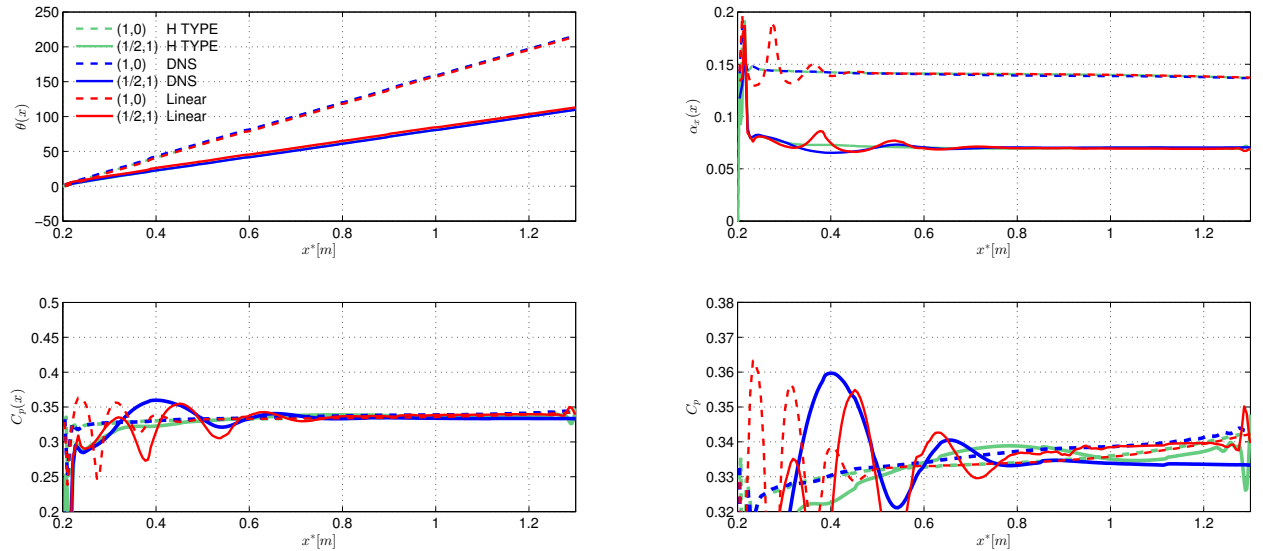 250
200
150
100
50
0
−50
θ(x)
(1,0) H TYPE
(1/2,1) H TYPE
(1,0) DNS
(1/2,1) DNS
(1,0) Linear
(1/2,1) Linear
0.2 0.4 0.6 0.8 1 1.2
x*[m]
0.2
0.15
0.1
0.05
0
αx(x)
0.2 0.4 0.6 0.8 1 1.2
x*[m]
0.5
0.45
0.4
0.35
0.3
0.25
0.2
Cp(x)
0.2 0.4 0.6 0.8 1 1.2
x*[m]
0.38
0.37
0.36
0.35
0.34
0.33
0.32
Cp
0.2 0.4 0.6 0.8 1 1.2
x*[m]